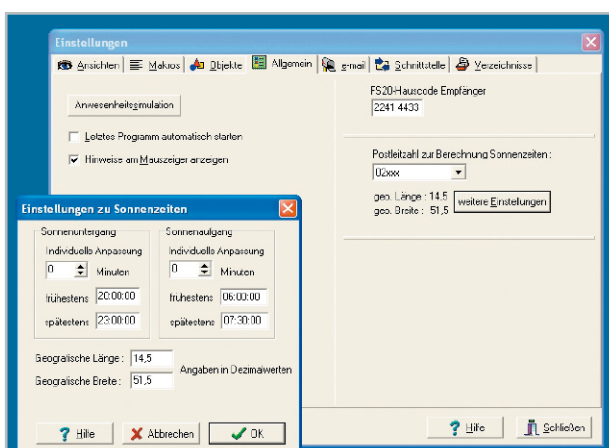 Einstellungen
Ansichten Makros Objekte Allgemein e-mail Schnittstelle Verzeichnisse
Anwesenheitssimulation
Letztes Programm automatisch starten
Hinweise am Mauszeiger anzeigen
FS20-Hauscode Empfänger
2241 4433
Postleitzahl zur Berechnung Sonnenzeiten :
02xxx
geo. Länge : 14,5
geo. Breite : 51,5
weitere Einstellungen
Hilfe Schließen
Einstellungen zu Sonnenzeiten
Sonnenuntergang
Individuelle Anpassung
0 Minuten
frühestens 20:00:00
spätestens 23:00:00
Sonnenaufgang
Individuelle Anpassung
0 Minuten
frühestens 06:00:00
spätestens 07:30:00
Geografische Länge : 14,5
Geografische Breite : 51,5
Angaben in Dezimalwerten
Hilfe Abbrechen OK